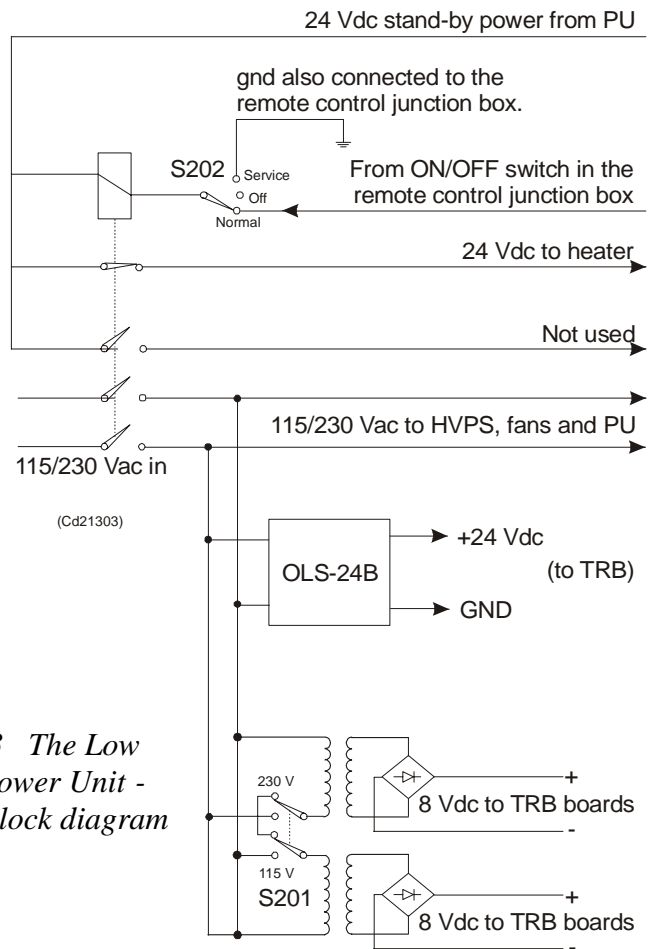 24 Vdc stand-by power from PU
gnd also connected to the
remote control junction box.
S202
Service
Off
Normal
From ON/OFF switch in the
remote control junction box
24 Vdc to heater
Not used
115/230 Vac to HVPS, fans and PU
115/230 Vac in
(Cd21303)
OLS-24B
+24 Vdc
(to TRB)
GND
The Low
ower Unit -
lock diagram
230 V
115 V
S201
+
8 Vdc to TRB boards
-
+
8 Vdc to TRB boards
-